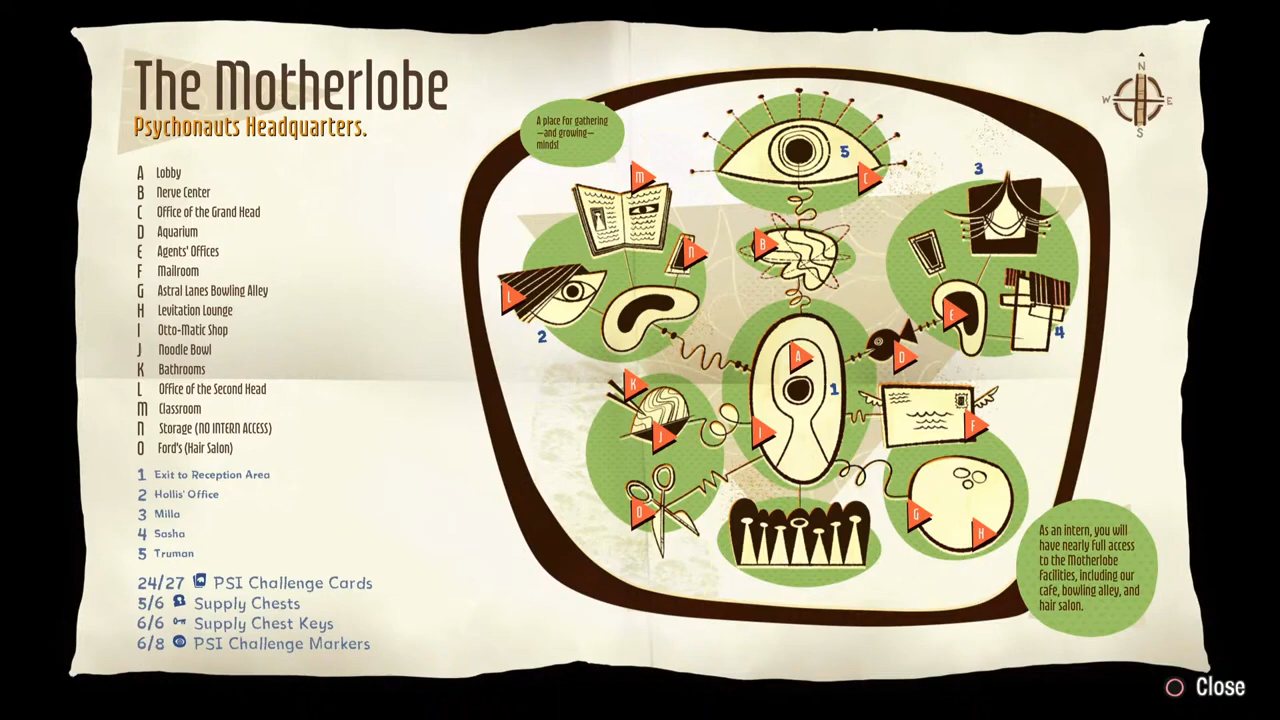 The Motherlobe
Psychonauts Headquarters.
A Lobby
B Nerve Center
C Office of the Grand Head
D Aquarium
E Agents' Offices
F Mailroom
G Astral Lanes Bowling Alley
H Levitation Lounge
I Otto-Matic Shop
J Noodle Bowl
K Bathrooms
L Office of the Second Head
M Classroom
N Storage (NO INTERN ACCESS)
O Ford's (Hair Salon)
1 Exit to Reception Area
2 Hollis' Office
3 Milla
4 Sasha
5 Truman
24/27 PSI Challenge Cards
5/6 Supply Chests
6/6 Supply Chest Keys
6/8 PSI Challenge Markers
A place for gathering
—and growing—
minds!
N
W E
S
5
C
M
3
B
N
L
E
2
4
A
D
K
1
J
I
F
O
G
H
As an intern, you will
have nearly full access
to the Motherlobe
facilities, including our
cafe, bowling alley, and
hair salon.
Close